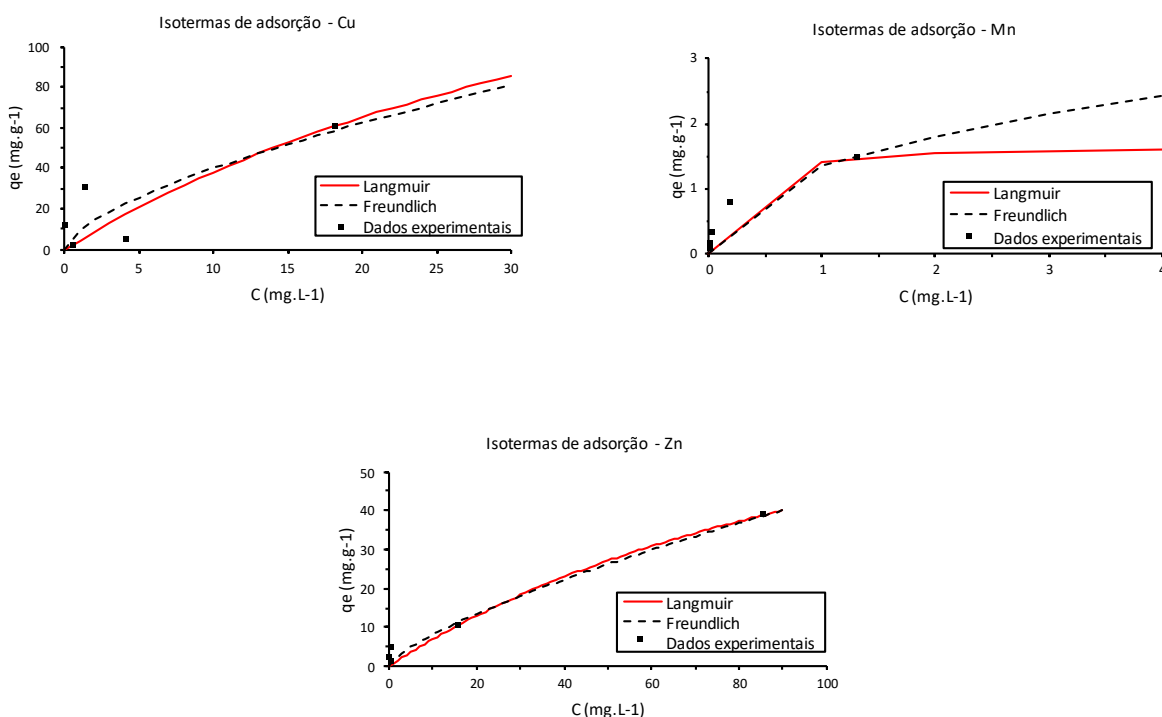 Isotermas de adsorção - Cu
100
80
60
40
20
0
qe (mg.g-1)
Langmuir
Freundlich
Dados experimentais
0 5 10 15 20 25 30
C (mg.L-1)
Isotermas de adsorção - Mn
3
2
1
0
qe (mg.g-1)
Langmuir
Freundlich
Dados experimentais
0 1 2 3 4
C (mg.L-1)
Isotermas de adsorção - Zn
50
40
30
20
10
0
qe (mg.g-1)
Langmuir
Freundlich
Dados experimentais
0 20 40 60 80 100
C (mg.L-1)